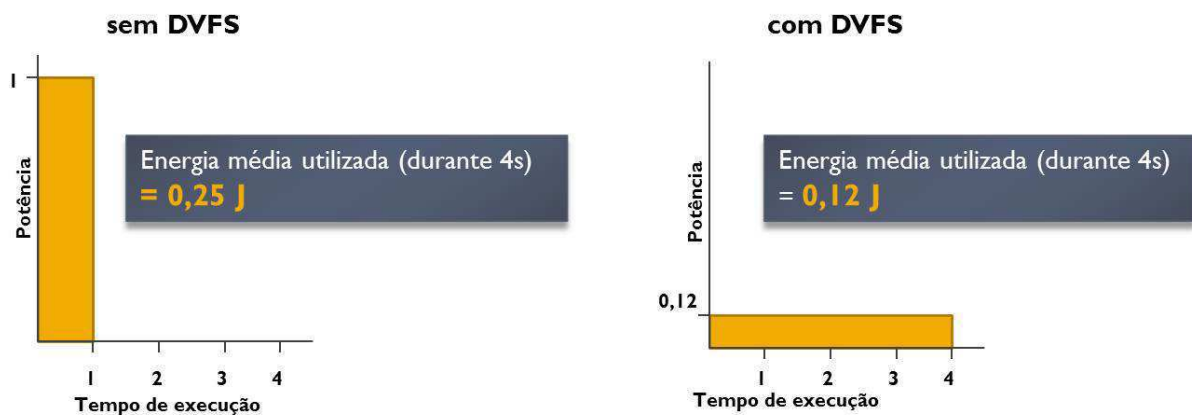 sem DVFS
1
Potência
Energia média utilizada (durante 4s)
= 0,25 J
1 2 3 4
Tempo de execução
com DVFS
Potência
Energia média utilizada (durante 4s)
= 0,12 J
0,12
1 2 3 4
Tempo de execução